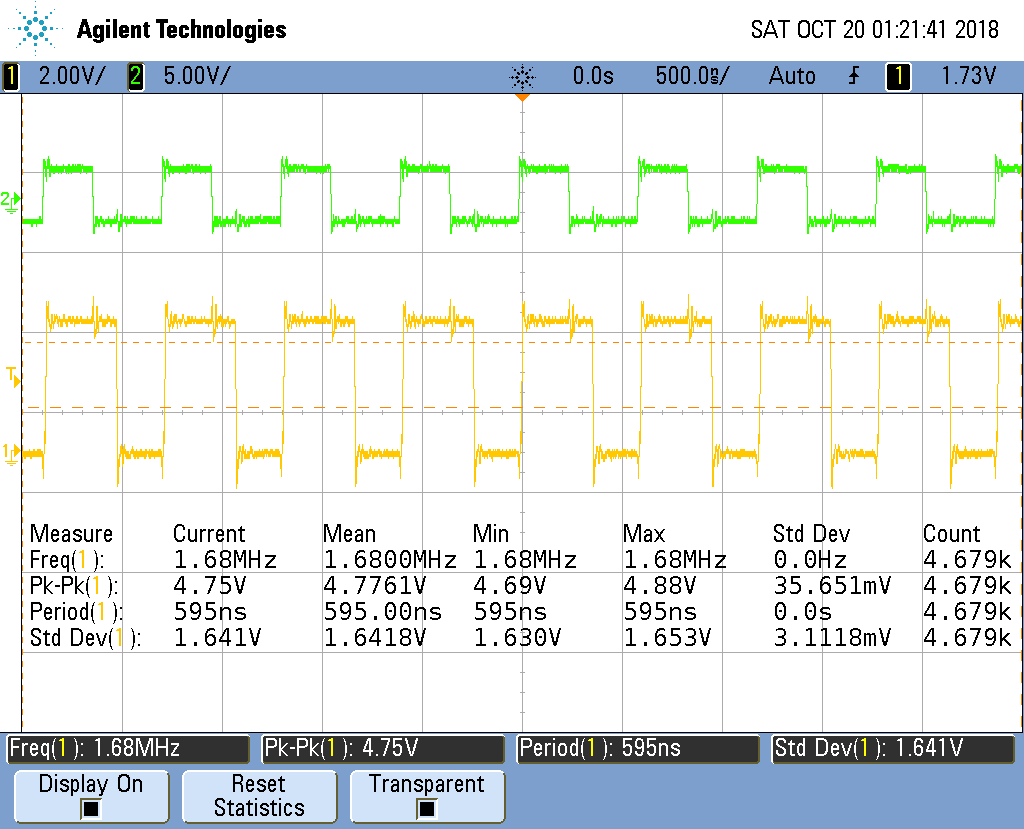 Agilent Technologies SAT OCT 20 01:21:41 2018
1 2.00V/ 2 5.00V/ 0.0s 500.0ns/ Auto 1 1.73V
2
T
1
Measure Current Mean Min Max Std Dev Count
Freq(1): 1.68MHz 1.6800MHz 1.68MHz 1.68MHz 0.0Hz 4.679k
Pk-Pk(1): 4.75V 4.7761V 4.69V 4.88V 35.651mV 4.679k
Period(1): 595ns 595.00ns 595ns 595ns 0.0s 4.679k
Std Dev(1): 1.641V 1.6418V 1.630V 1.653V 3.1118mV 4.679k
Freq(1): 1.68MHz Pk-Pk(1): 4.75V Period(1): 595ns Std Dev(1): 1.641V
Display On Reset Statistics Transparent